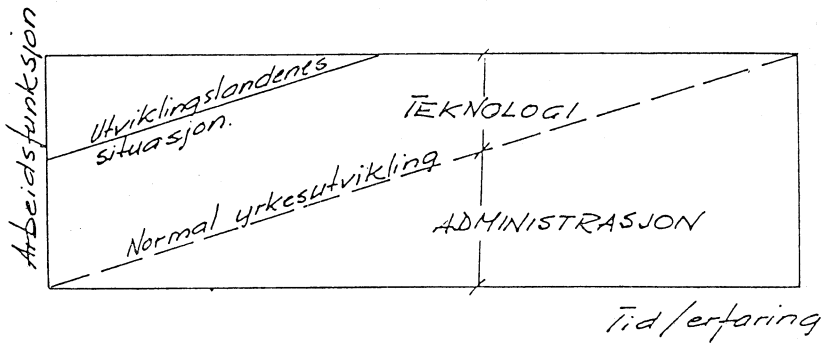 Arbeidsfunksjon
Utviklingslandenes
situasjon.
TEKNOLOGI
Normal yrkesutvikling
ADMINISTRASJON
Tid/erfaring